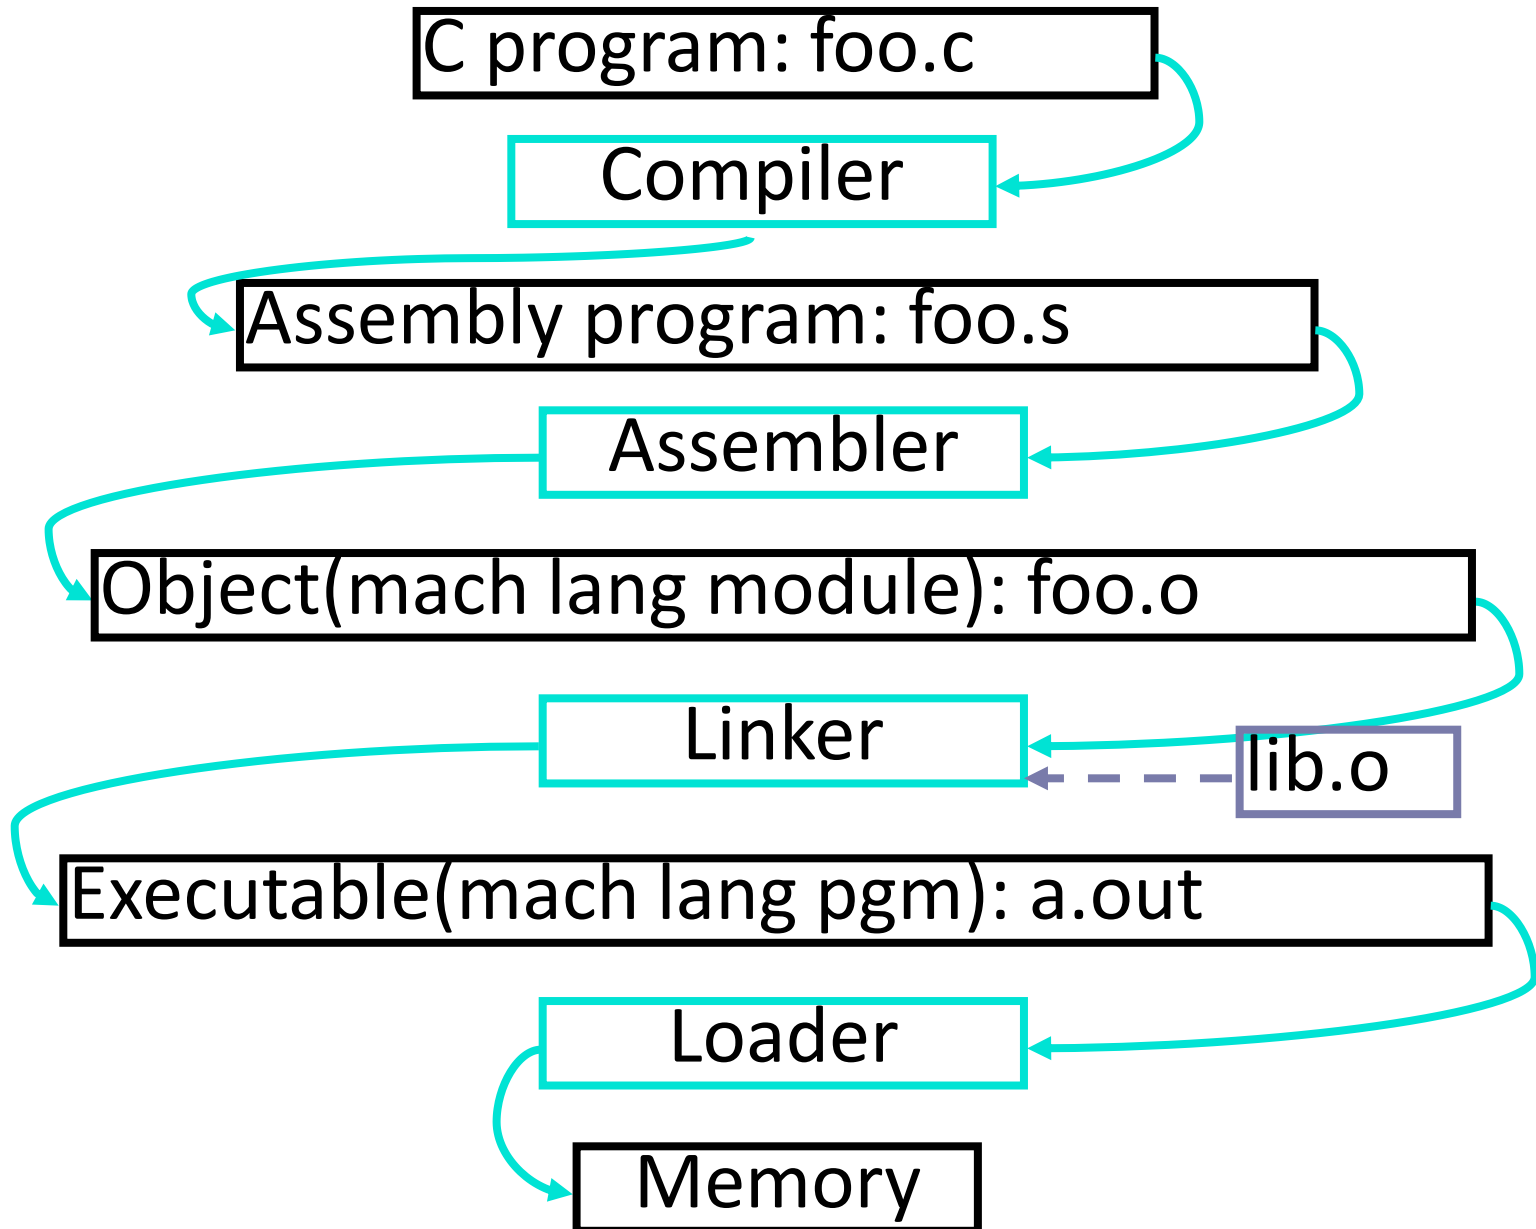 C program: foo.c
Compiler
Assembly program: foo.s
Assembler
Object(mach lang module): foo.o
Linker
lib.o
Executable(mach lang pgm): a.out
Loader
Memory